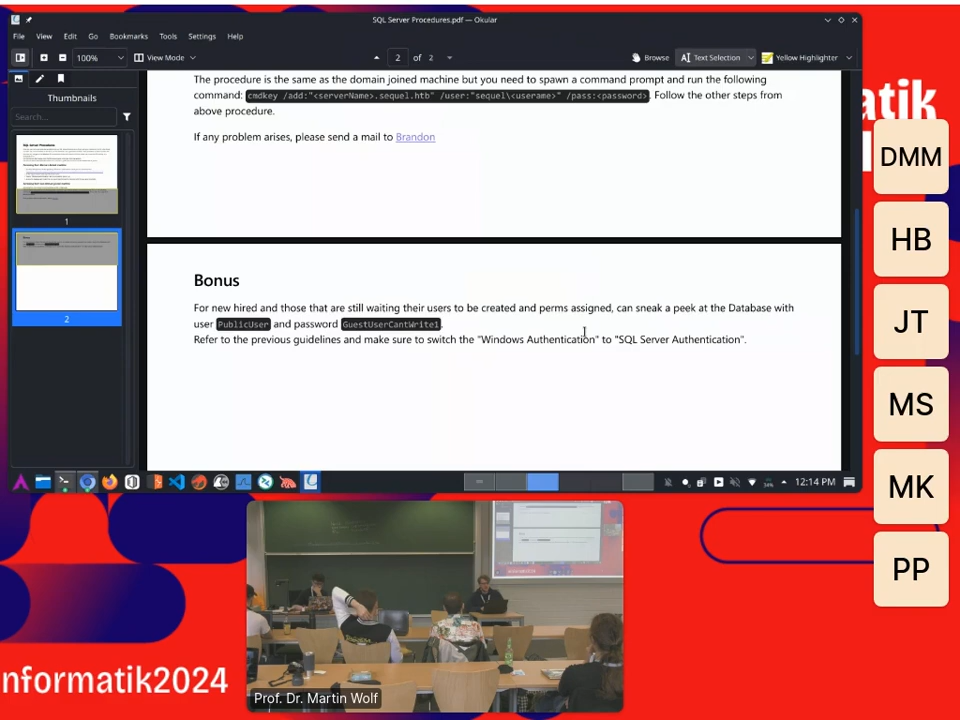 SQL Server Procedures.pdf — Okular
File View Edit Go Bookmarks Tools Settings Help
100% View Mode 2 of 2 Browse Text Selection Yellow Highlighter
Thumbnails
Search...
1
2
The procedure is the same as the domain joined machine but you need to spawn a command prompt and run the following
command: cmdkey /add:"<serverName>.sequel.htb" /user:"sequel\<userame>" /pass:<password>. Follow the other steps from
above procedure.
If any problem arises, please send a mail to Brandon
Bonus
For new hired and those that are still waiting their users to be created and perms assigned, can sneak a peek at the Database with
user PublicUser and password GuestUserCantWrite1.
Refer to the previous guidelines and make sure to switch the "Windows Authentication" to "SQL Server Authentication".
12:14 PM
atik
DMM
HB
JT
MS
MK
PP
nformatik2024
Prof. Dr. Martin Wolf